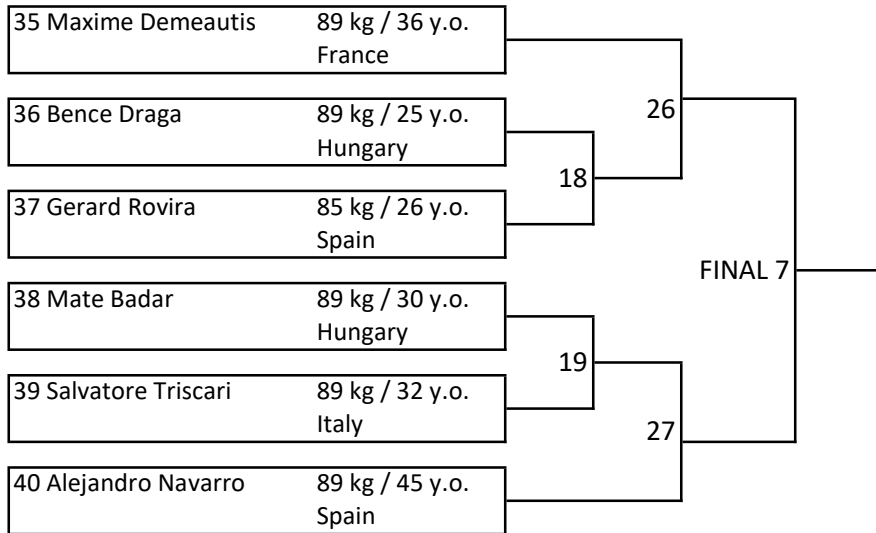 35 Maxime Demeautis 89 kg / 36 y.o.
France
26
36 Bence Draga 89 kg / 25 y.o.
Hungary
18
37 Gerard Rovira 85 kg / 26 y.o.
Spain
FINAL 7
38 Mate Badar 89 kg / 30 y.o.
Hungary
19
39 Salvatore Triscari 89 kg / 32 y.o.
Italy
27
40 Alejandro Navarro 89 kg / 45 y.o.
Spain